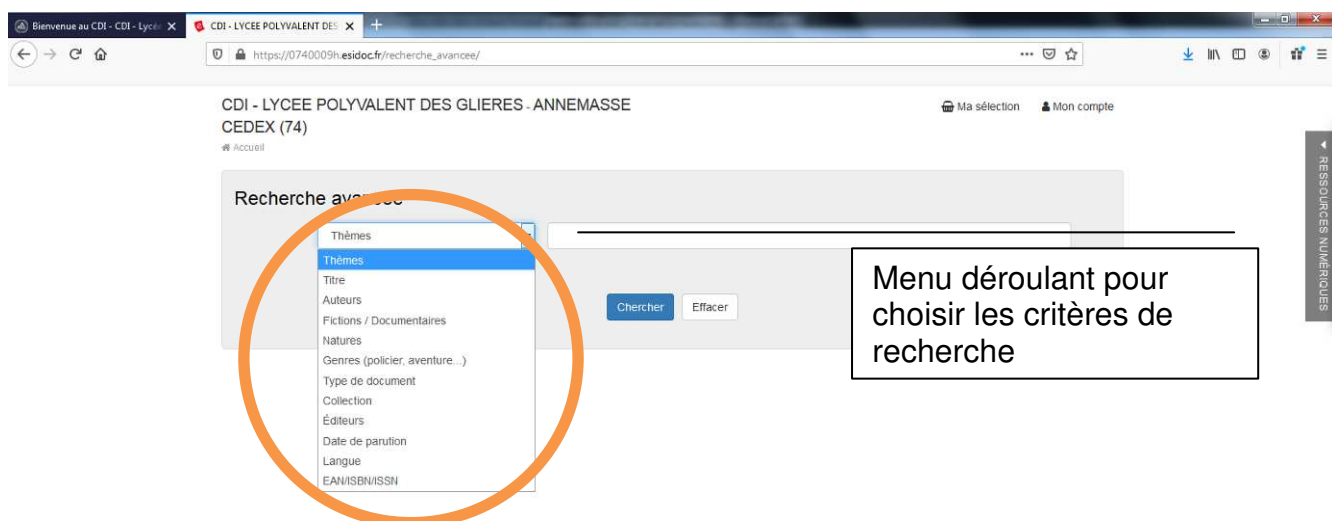 Bienvenue au CDI - CDI - Lycée
CDI - LYCEE POLYVALENT DES
https://0740009h.esidoc.fr/recherche_avancee/
CDI - LYCEE POLYVALENT DES GLIERES - ANNEMASSE
CEDEX (74)
Ma sélection
Mon compte
Accueil
RESSOURCES NUMÉRIQUES
Recherche
Thèmes
Thèmes
Titre
Auteurs
Fictions / Documentaires
Natures
Genres (policier, aventure...)
Type de document
Collection
Éditeurs
Date de parution
Langue
EAN/ISBN/ISSN
Chercher
Effacer
Menu déroulant pour
choisir les critères de
recherche